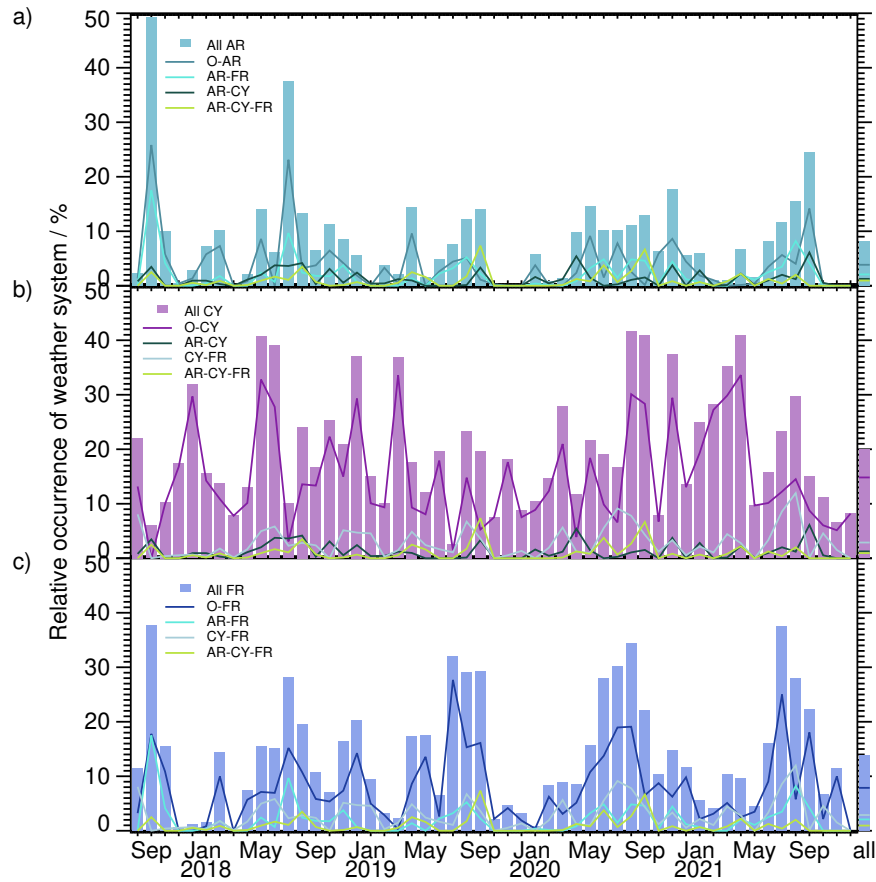 a)
50
40
30
20
10
0
All AR
O-AR
AR-FR
AR-CY
AR-CY-FR
b)
50
40
30
20
10
0
All CY
O-CY
AR-CY
CY-FR
AR-CY-FR
c)
50
40
30
20
10
0
All FR
O-FR
AR-FR
CY-FR
AR-CY-FR
Relative occurrence of weather system / %
Sep Jan May Sep Jan May Sep Jan May Sep Jan May Sep all
2018 2019 2020 2021